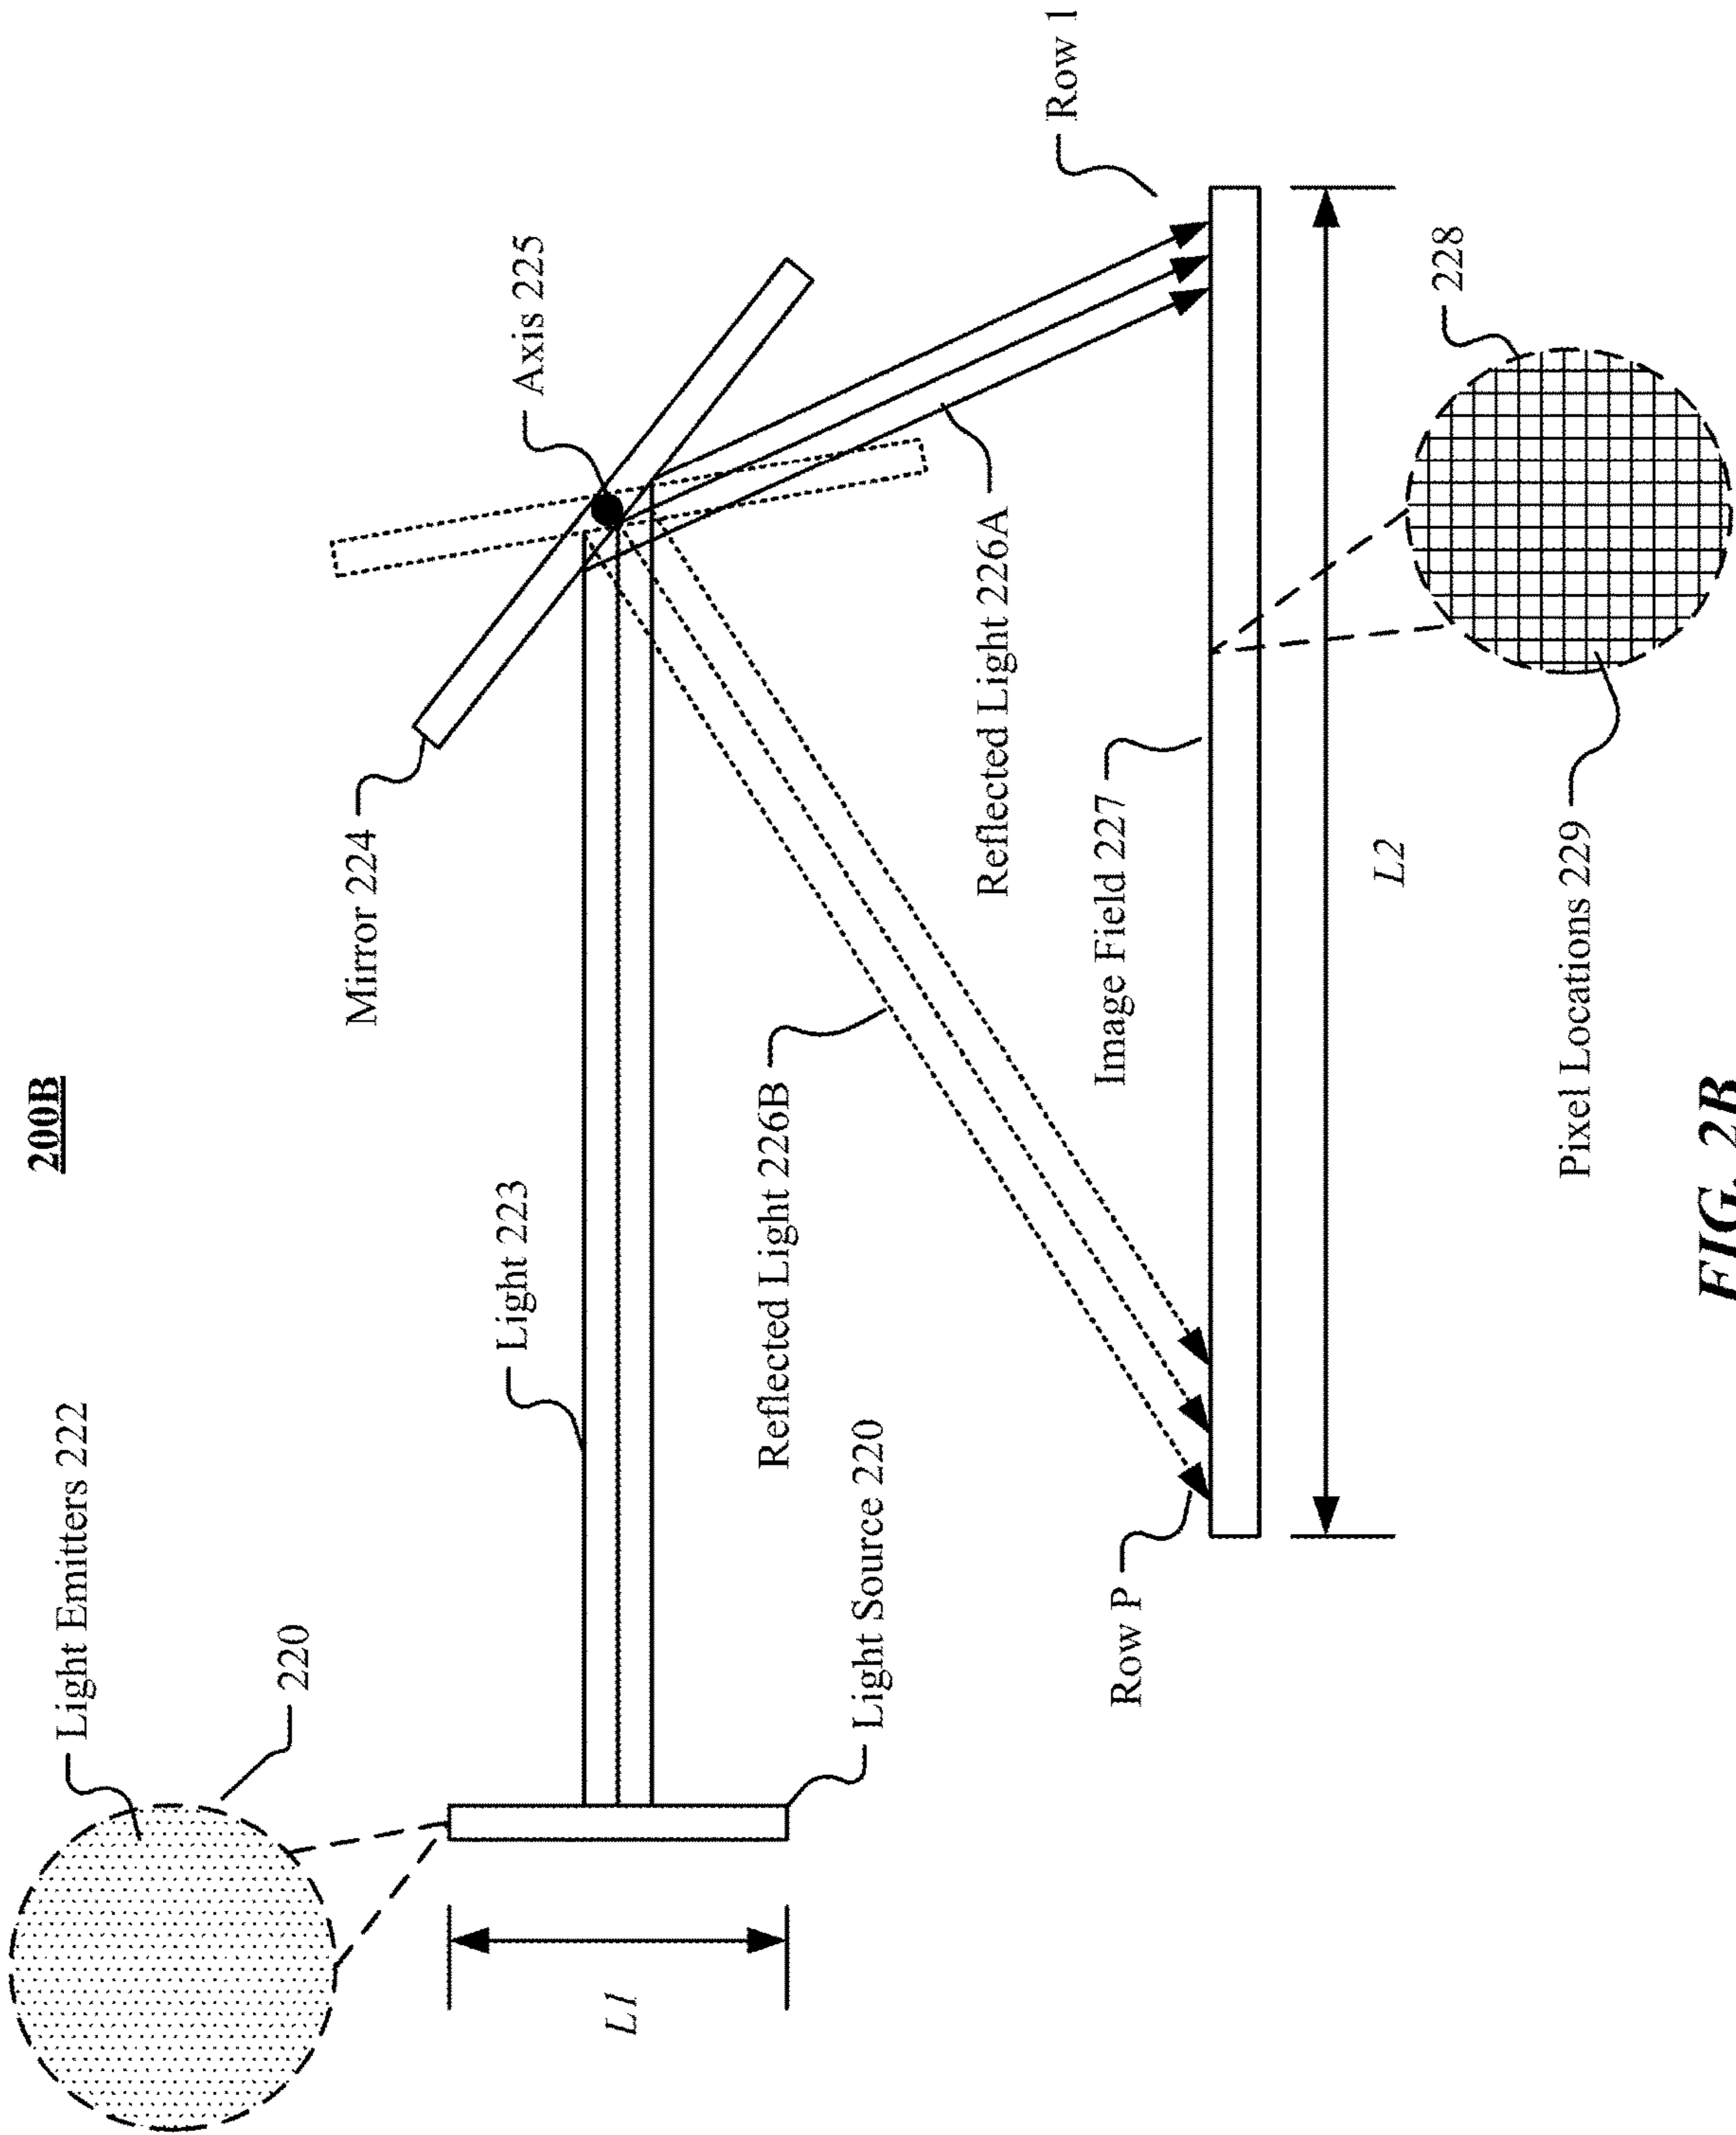 200B
Light Emitters 222
220
Light 223
Mirror 224
Axis 225
L1
Light Source 220
Reflected Light 226B
Reflected Light 226A
Row P
Image Field 227
Row 1
L2
228
Pixel Locations 229
FIG. 2B